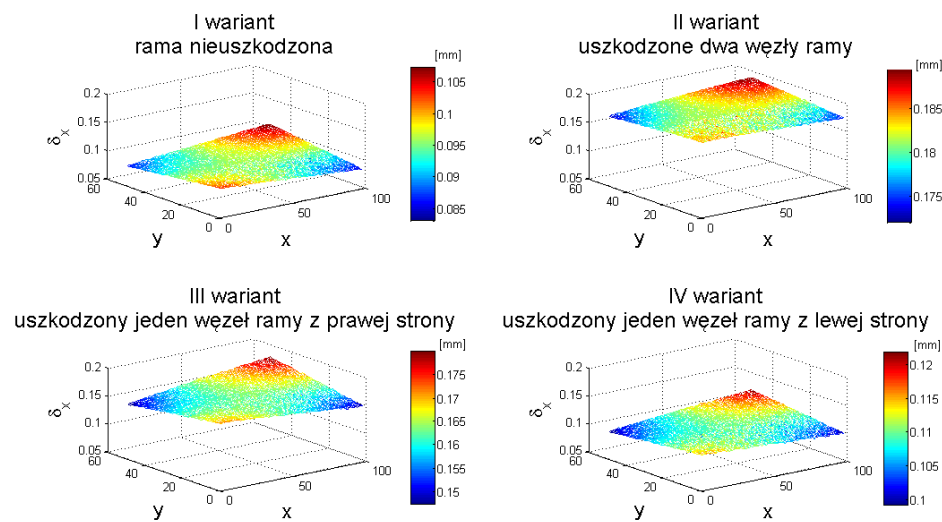 I wariant
rama nieuszkodzona
[mm]
0.2
0.15
0.1
0.05
δx
60
40
20
0
y
0
50
100
x
0.105
0.1
0.095
0.09
0.085
II wariant
uszkodzone dwa węzły ramy
[mm]
0.2
0.15
0.1
0.05
δx
60
40
20
0
y
0
50
100
x
0.185
0.18
0.175
III wariant
uszkodzony jeden węzeł ramy z prawej strony
[mm]
0.2
0.15
0.1
0.05
δx
60
40
20
0
y
0
50
100
x
0.175
0.17
0.165
0.16
0.155
0.15
IV wariant
uszkodzony jeden węzeł ramy z lewej strony
[mm]
0.2
0.15
0.1
0.05
δx
60
40
20
0
y
0
50
100
x
0.12
0.115
0.11
0.105
0.1